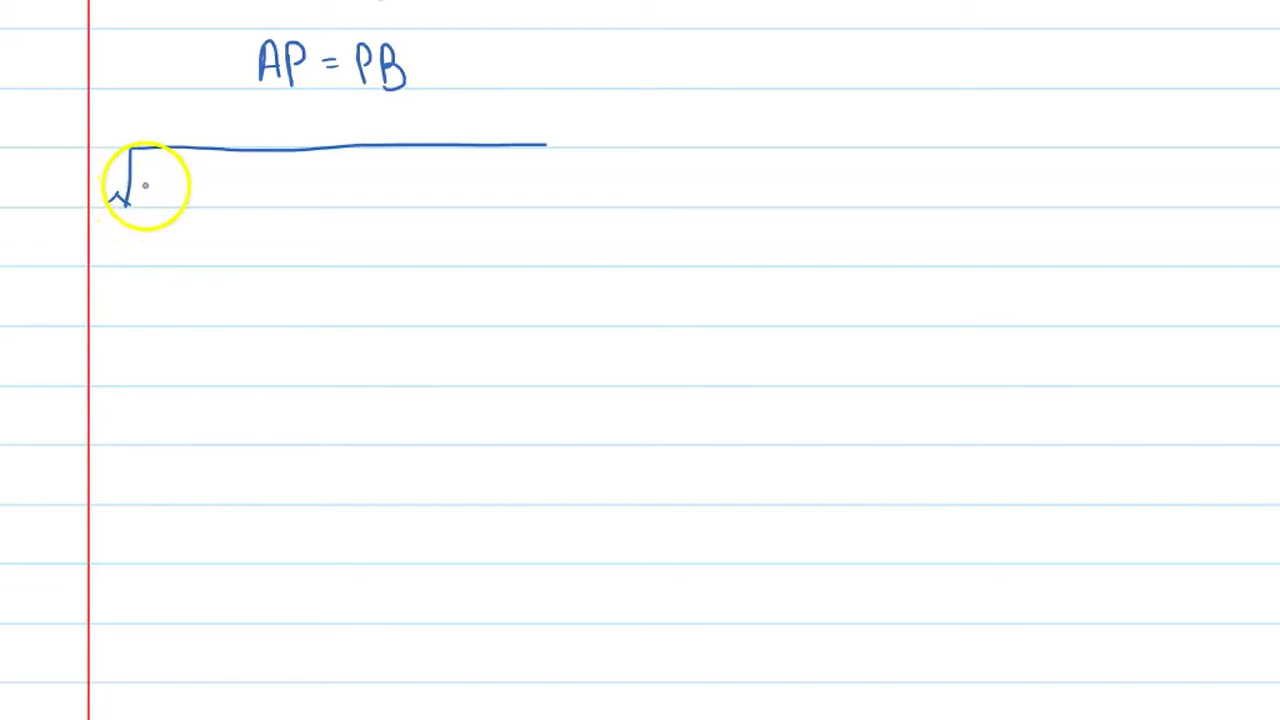 AP = PB
√